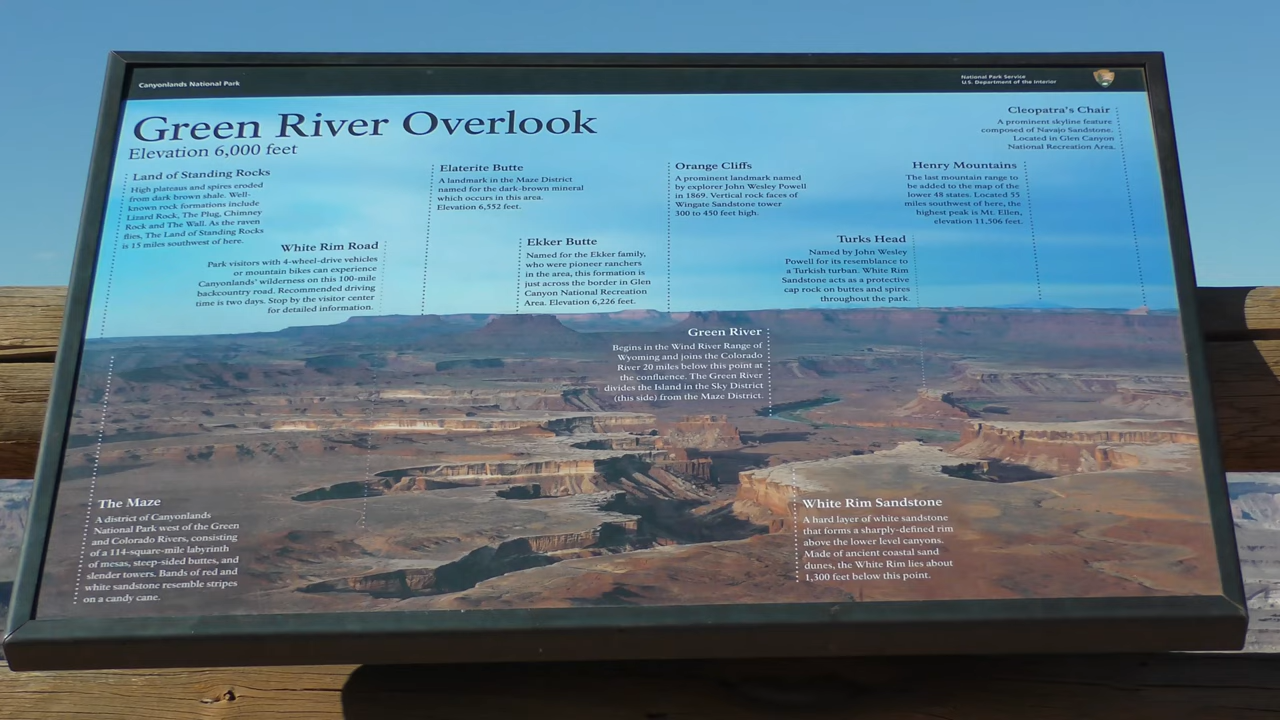 Canyonlands National Park
National Park Service
U.S. Department of the Interior
Green River Overlook
Elevation 6,000 feet
Cleopatra's Chair
A prominent skyline feature
composed of Navajo Sandstone.
Located in Glen Canyon
National Recreation Area.
Land of Standing Rocks
High plateaus and spires eroded
from dark brown shale. Well-
known rock formations include
Lizard Rock, The Plug, Chimney
Rock and The Wall. As the raven
flies, The Land of Standing Rocks
is 15 miles southwest of here.
Elaterite Butte
A landmark in the Maze District
named for the dark-brown mineral
which occurs in this area.
Elevation 6,552 feet.
Orange Cliffs
A prominent landmark named
by explorer John Wesley Powell
in 1869. Vertical rock faces of
Wingate Sandstone tower
300 to 450 feet high.
Henry Mountains
The last mountain range to
be added to the map of the
lower 48 states. Located 55
miles southwest of here, the
highest peak is Mt. Ellen,
elevation 11,506 feet.
White Rim Road
Park visitors with 4-wheel-drive vehicles
or mountain bikes can experience
Canyonlands' wilderness on this 100-mile
backcountry road. Recommended driving
time is two days. Stop by the visitor center
for detailed information.
Ekker Butte
Named for the Ekker family,
who were pioneer ranchers
in the area, this formation is
just across the border in Glen
Canyon National Recreation
Area. Elevation 6,226 feet.
Turks Head
Named by John Wesley
Powell for its resemblance to
a Turkish turban. White Rim
Sandstone acts as a protective
cap rock on buttes and spires
throughout the park.
Green River
Begins in the Wind River Range of
Wyoming and joins the Colorado
River 20 miles below this point at
the confluence. The Green River
divides the Island in the Sky District
(this side) from the Maze District.
The Maze
A district of Canyonlands
National Park west of the Green
and Colorado Rivers, consisting
of a 114-square-mile labyrinth
of mesas, steep-sided buttes, and
slender towers. Bands of red and
white sandstone resemble stripes
on a candy cane.
White Rim Sandstone
A hard layer of white sandstone
that forms a sharply-defined rim
above the lower level canyons.
Made of ancient coastal sand
dunes, the White Rim lies about
1,300 feet below this point.